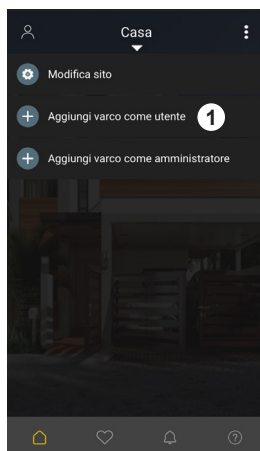 Casa
Modifica sito
Aggiungi varco come utente 1
Aggiungi varco come amministratore